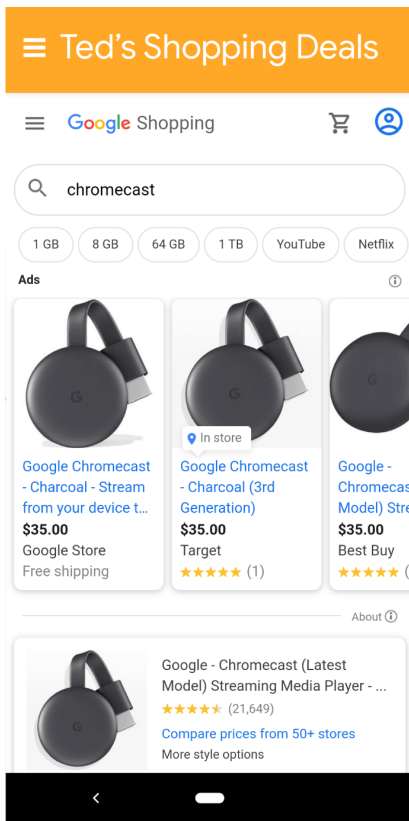 Ted's Shopping Deals
Google Shopping
chromecast
1 GB
8 GB
64 GB
1 TB
YouTube
Netflix
Ads
In store
Google Chromecast
- Charcoal - Stream
from your device t...
$35.00
Google Store
Free shipping
Google Chromecast
- Charcoal (3rd
Generation)
$35.00
Target
(1)
Google -
Chromecas
Model) Stre
$35.00
Best Buy
(
About
Google - Chromecast (Latest
Model) Streaming Media Player - ...
(21,649)
Compare prices from 50+ stores
More style options